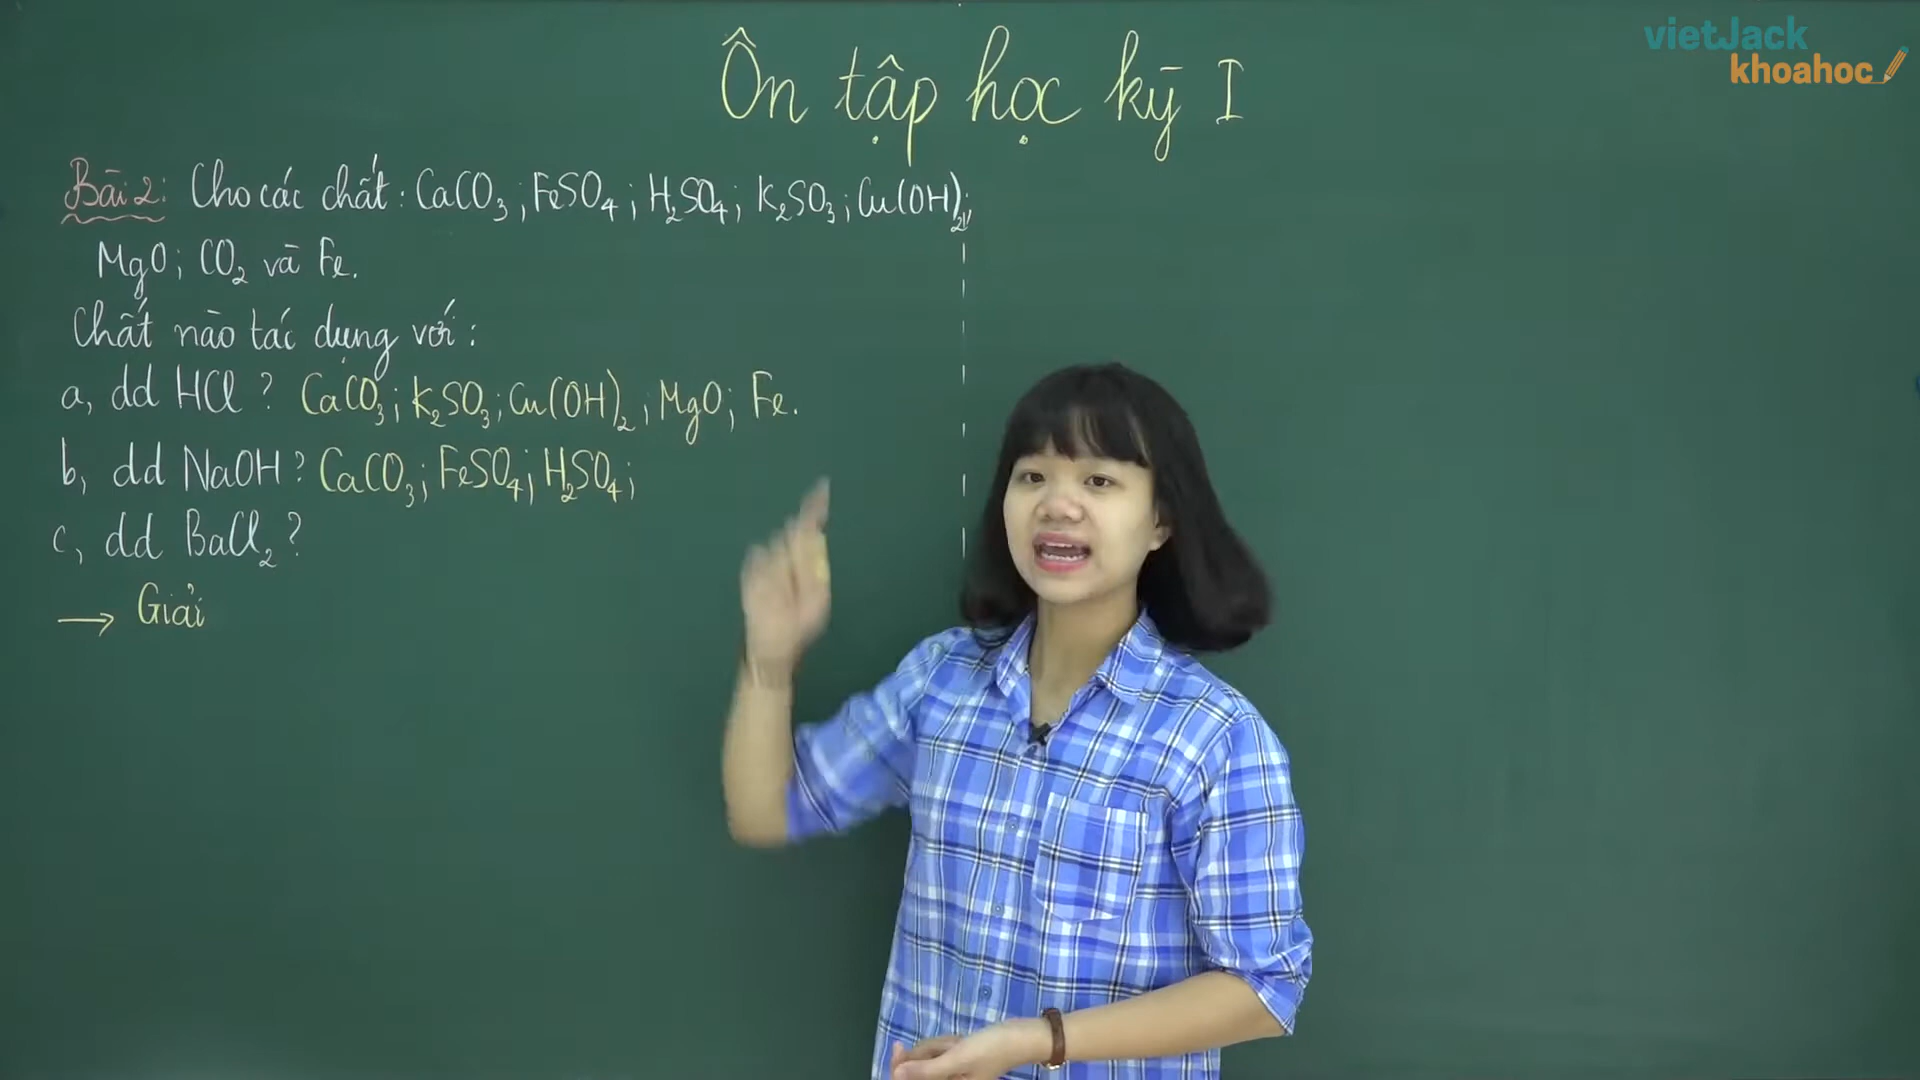 vietJack
khoahoc
Ôn tập học kỳ I
Bài 2: Cho các chất: CaCO₃; FeSO₄; H₂SO₄; K₂SO₃; Cu(OH)₂;
MgO; CO₂ và Fe.
Chất nào tác dụng với:
a, dd HCl? CaCO₃; K₂SO₃; Cu(OH)₂; MgO; Fe.
b, dd NaOH? CaCO₃; FeSO₄; H₂SO₄;
c, dd BaCl₂?
→ Giải